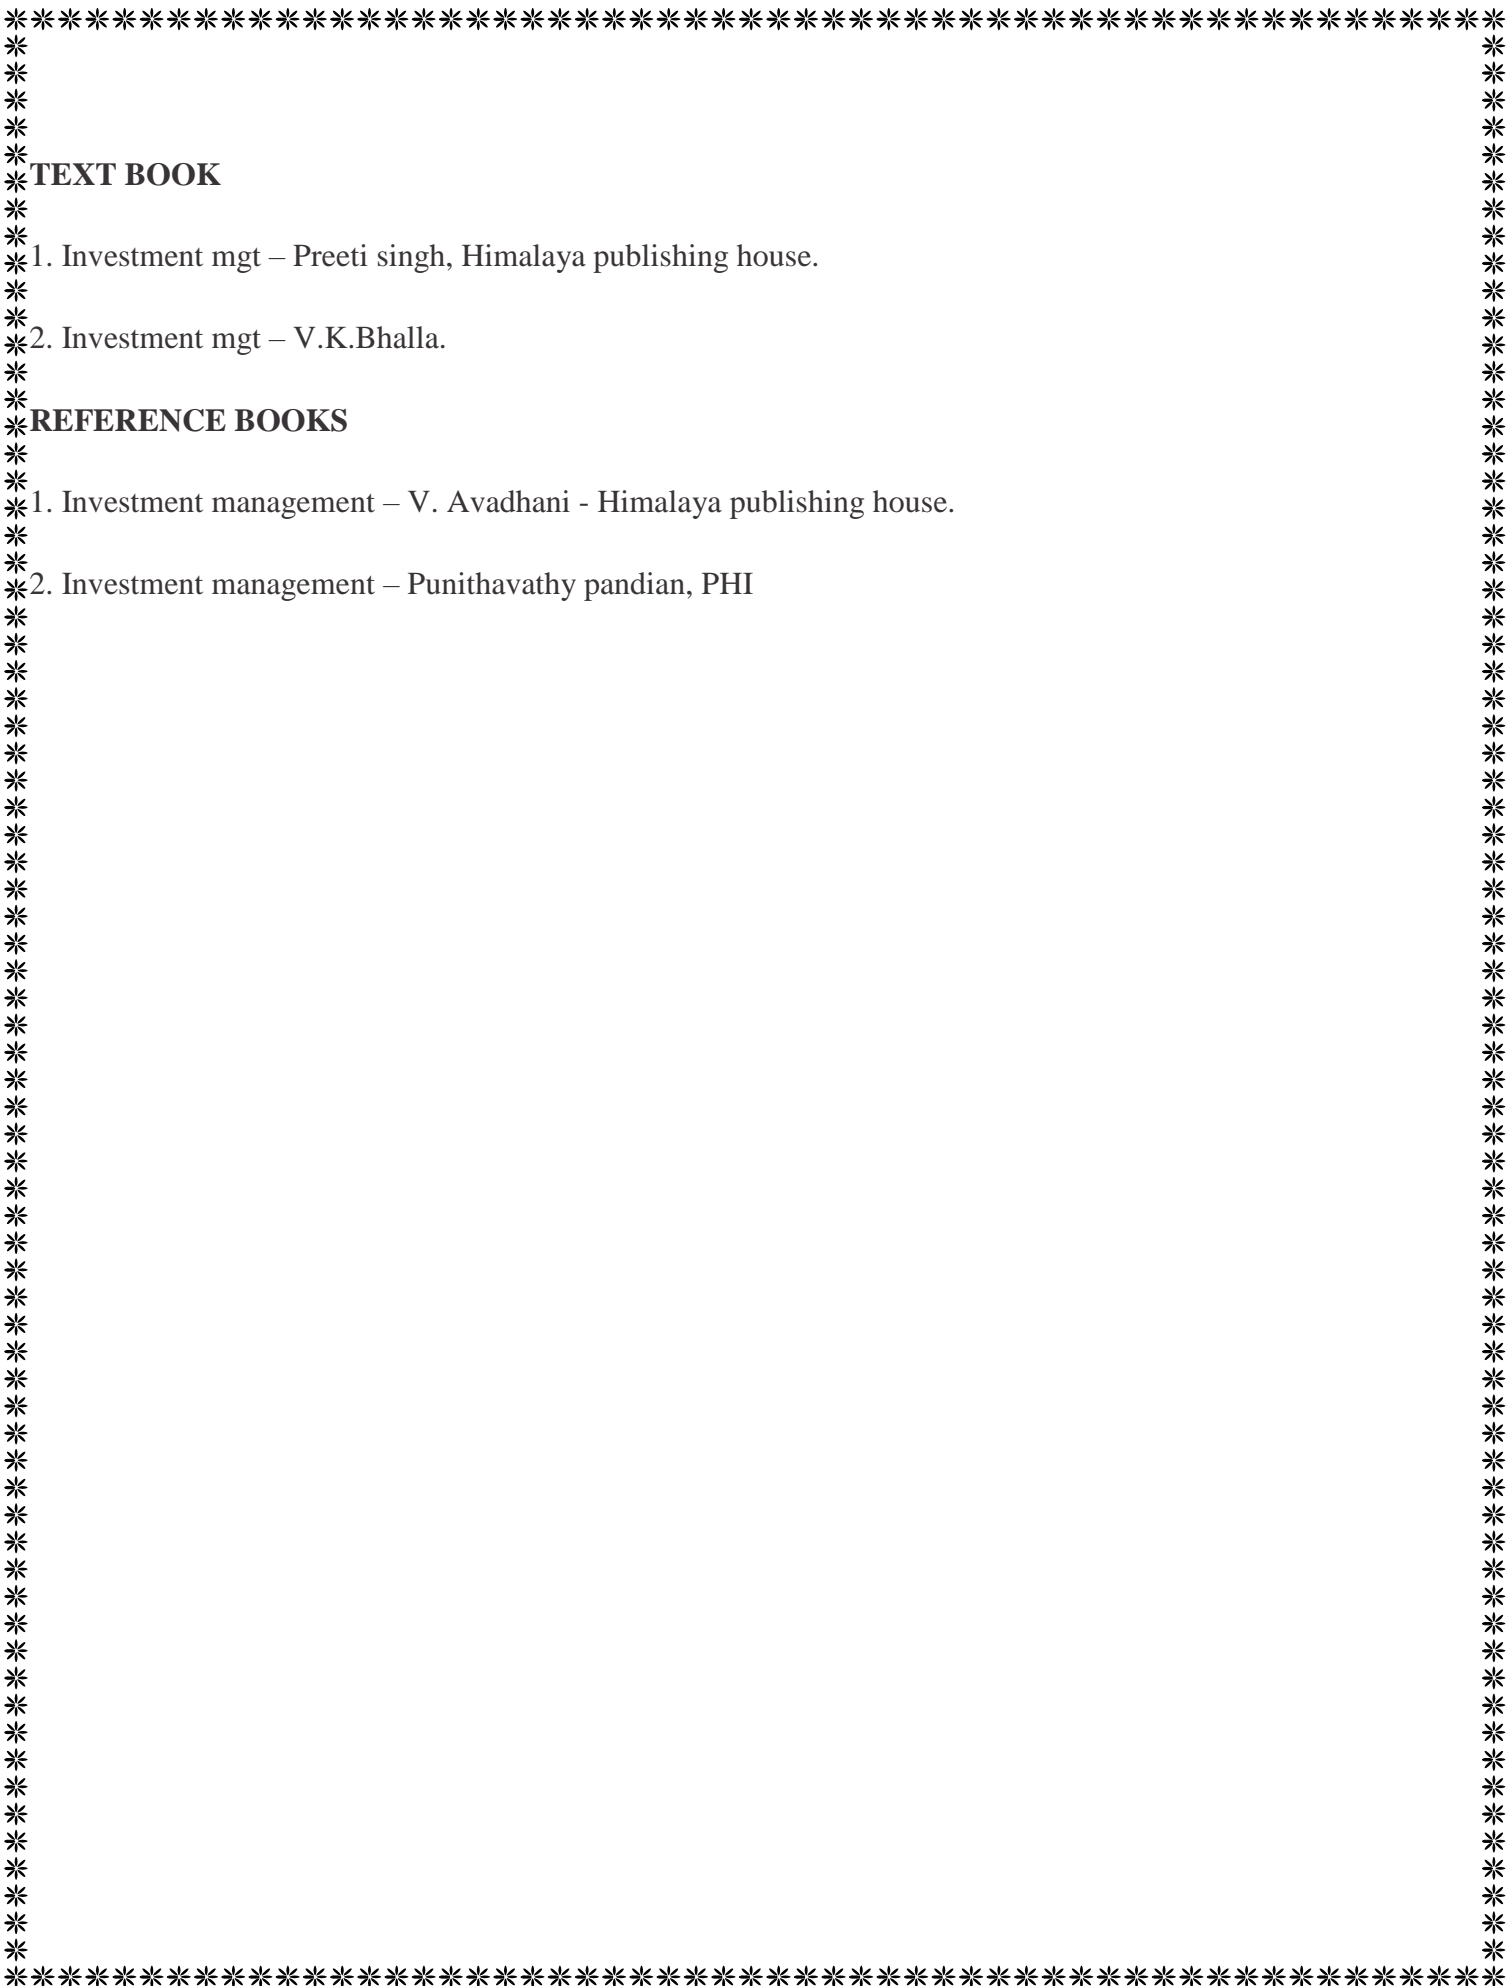 TEXT BOOK
1. Investment mgt – Preeti singh, Himalaya publishing house.
2. Investment mgt – V.K.Bhalla.
REFERENCE BOOKS
1. Investment management – V. Avadhani - Himalaya publishing house.
2. Investment management – Punithavathy pandian, PHI